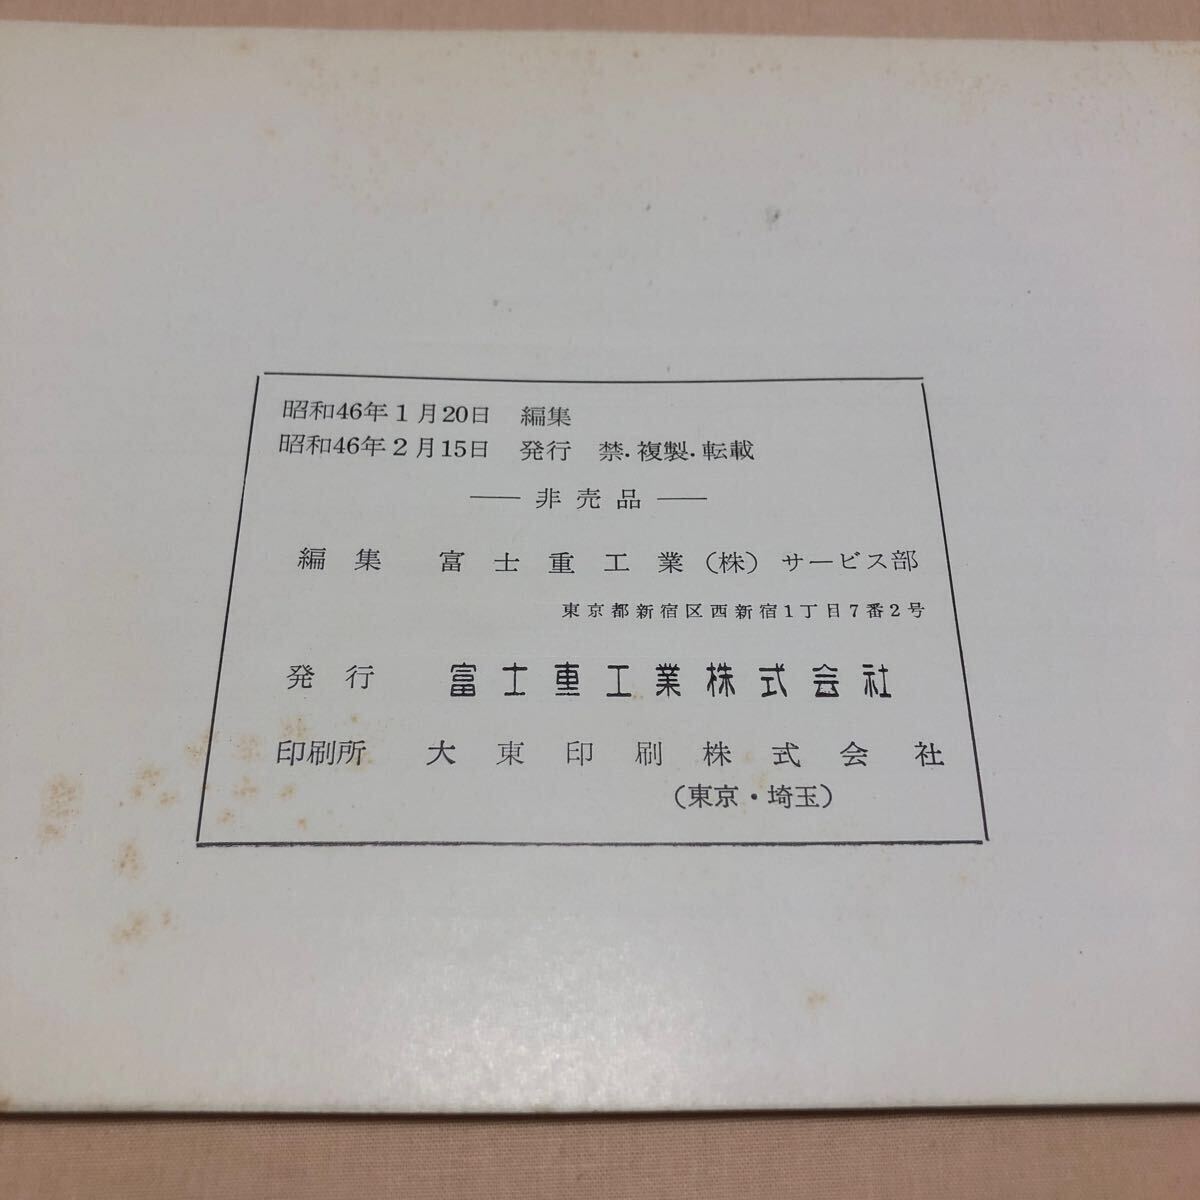 昭和46年1月20日 編集
昭和46年2月15日 発行 禁・複製・転載
── 非売品 ──
編集 富士重工業(株) サービス部
東京都新宿区西新宿1丁目7番2号
発行 富士重工業株式会社
印刷所 大東印刷株式会社
(東京・埼玉)